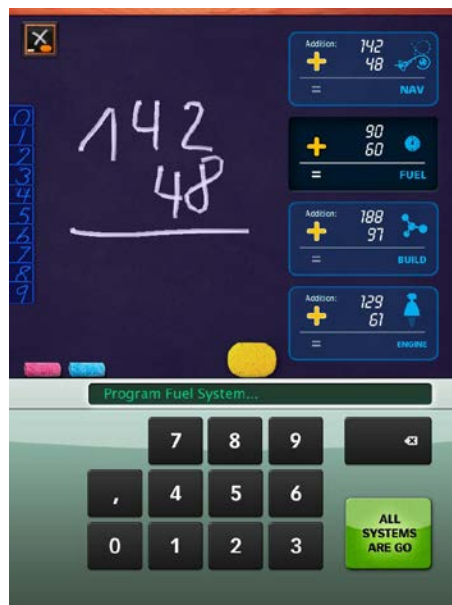 142
48
0
1
2
3
4
5
6
7
8
9
Addition:
142
+ 48
= NAV
90
+ 60
= FUEL
Addition:
188
+ 97
= BUILD
Addition:
129
+ 61
= ENGINE
Program Fuel System...
7 8 9
, 4 5 6
0 1 2 3
ALL
SYSTEMS
ARE GO